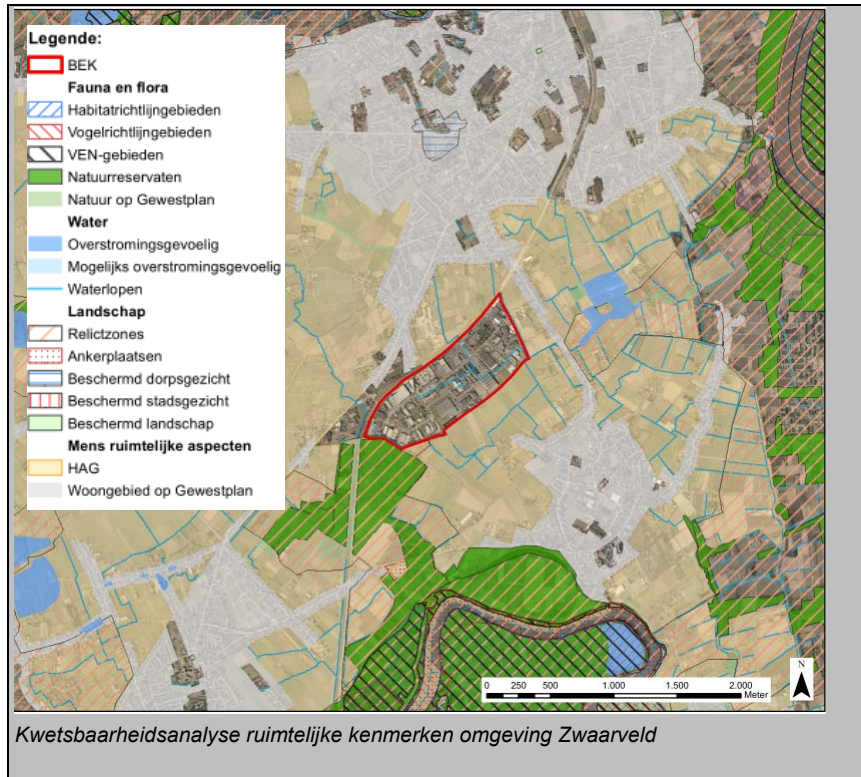 Legende:
BEK
Fauna en flora
Habitatrichtlijngebieden
Vogelrichtlijngebieden
VEN-gebieden
Natuurreservaten
Natuur op Gewestplan
Water
Overstromingsgevoelig
Mogelijks overstromingsgevoelig
Waterlopen
Landschap
Relictzones
Ankerplaatsen
Beschermd dorpsgezicht
Beschermd stadsgezicht
Beschermd landschap
Mens ruimtelijke aspecten
HAG
Woongebied op Gewestplan
N
0 250 500 1.000 1.500 2.000
Meter
Kwetsbaarheidsanalyse ruimtelijke kenmerken omgeving Zwaarveld